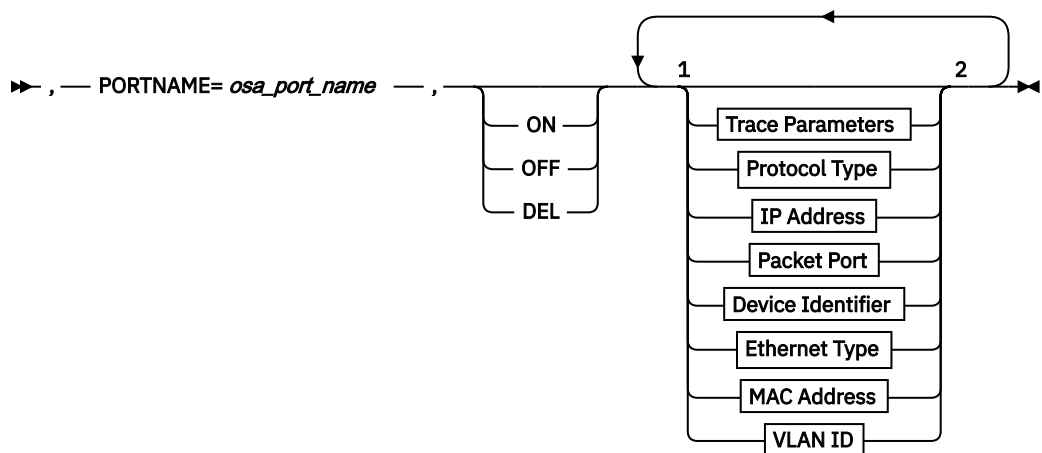 1 2
, PORTNAME= osa_port_name ,
ON
OFF
DEL
Trace Parameters
Protocol Type
IP Address
Packet Port
Device Identifier
Ethernet Type
MAC Address
VLAN ID